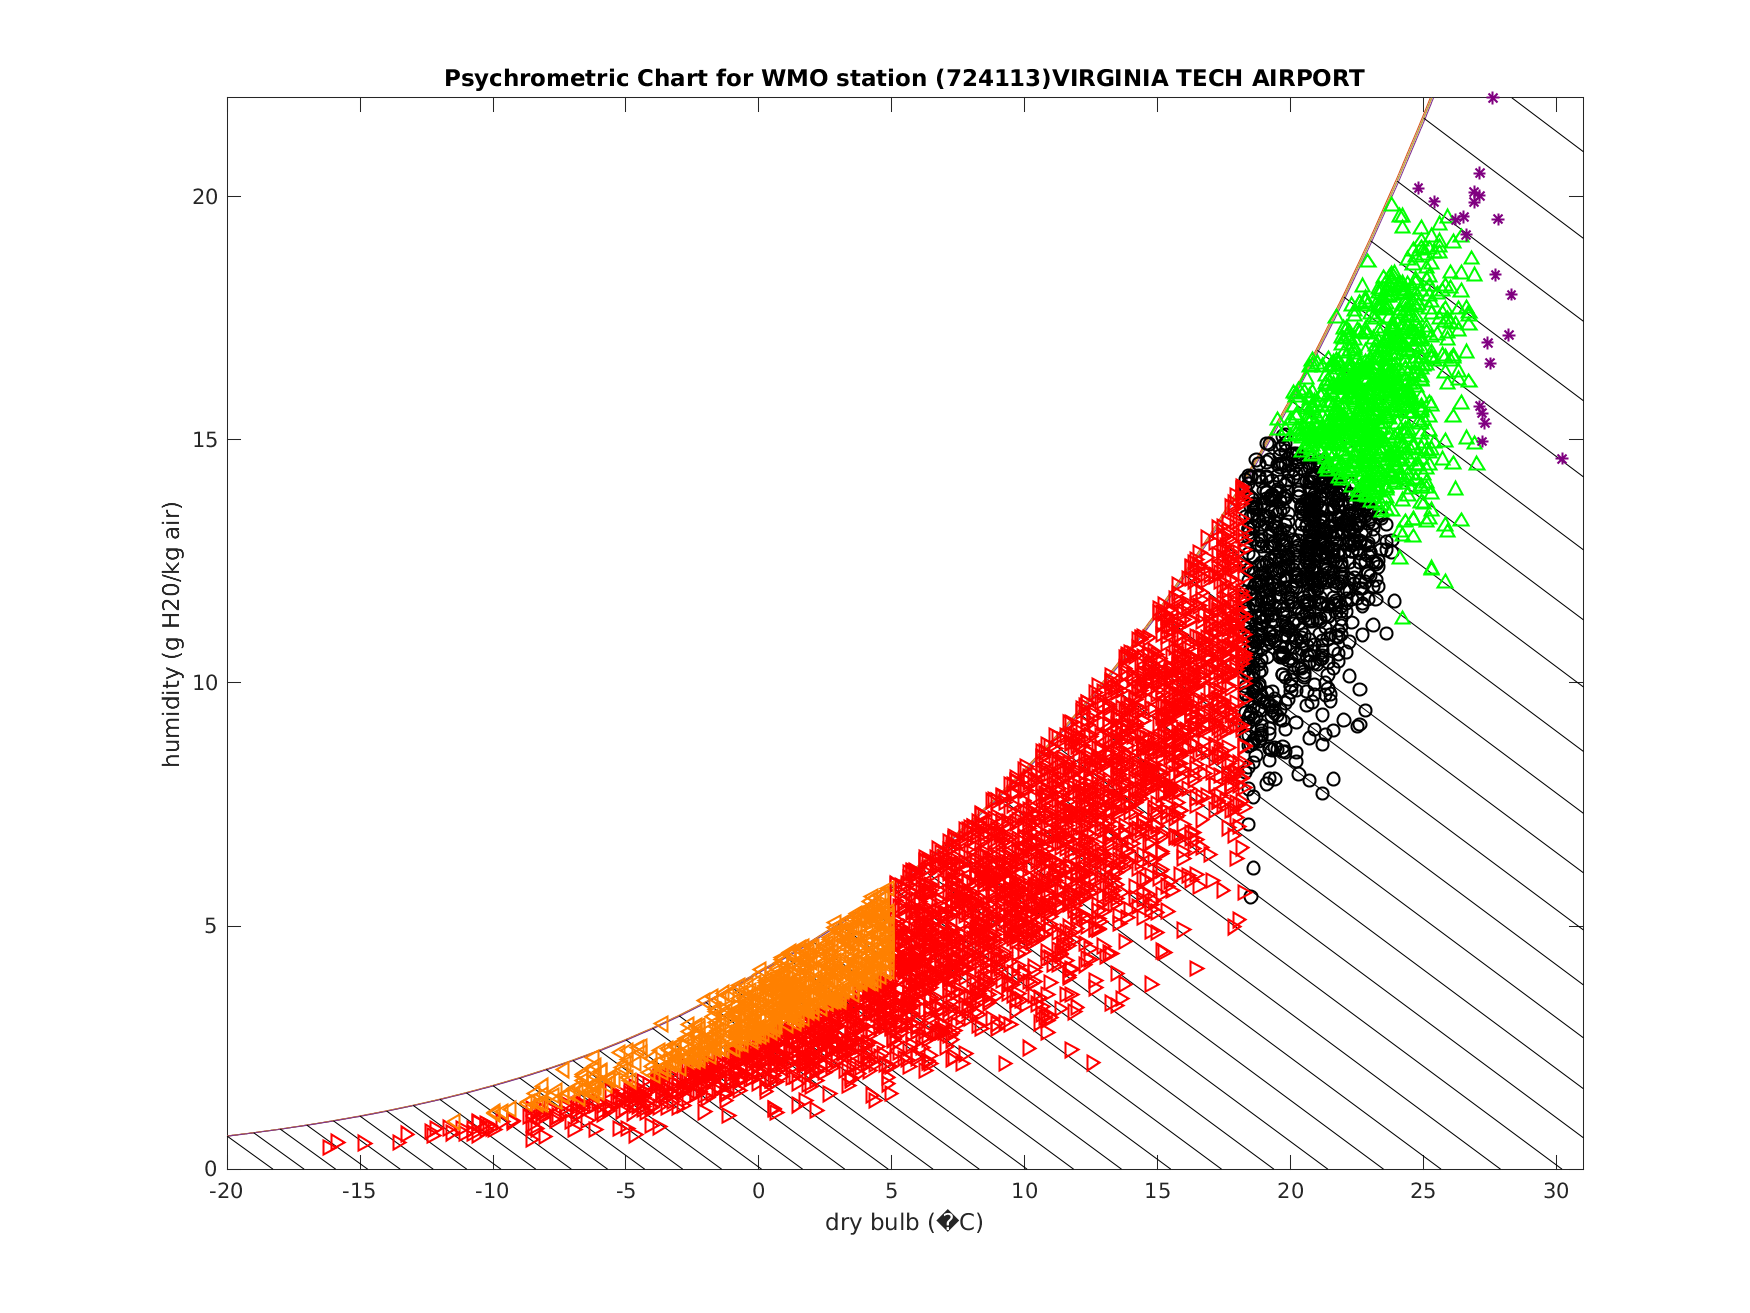 Psychrometric Chart for WMO station (724113)VIRGINIA TECH AIRPORT
humidity (g H20/kg air)
20
15
10
5
0
-20 -15 -10 -5 0 5 10 15 20 25 30
dry bulb (�C)